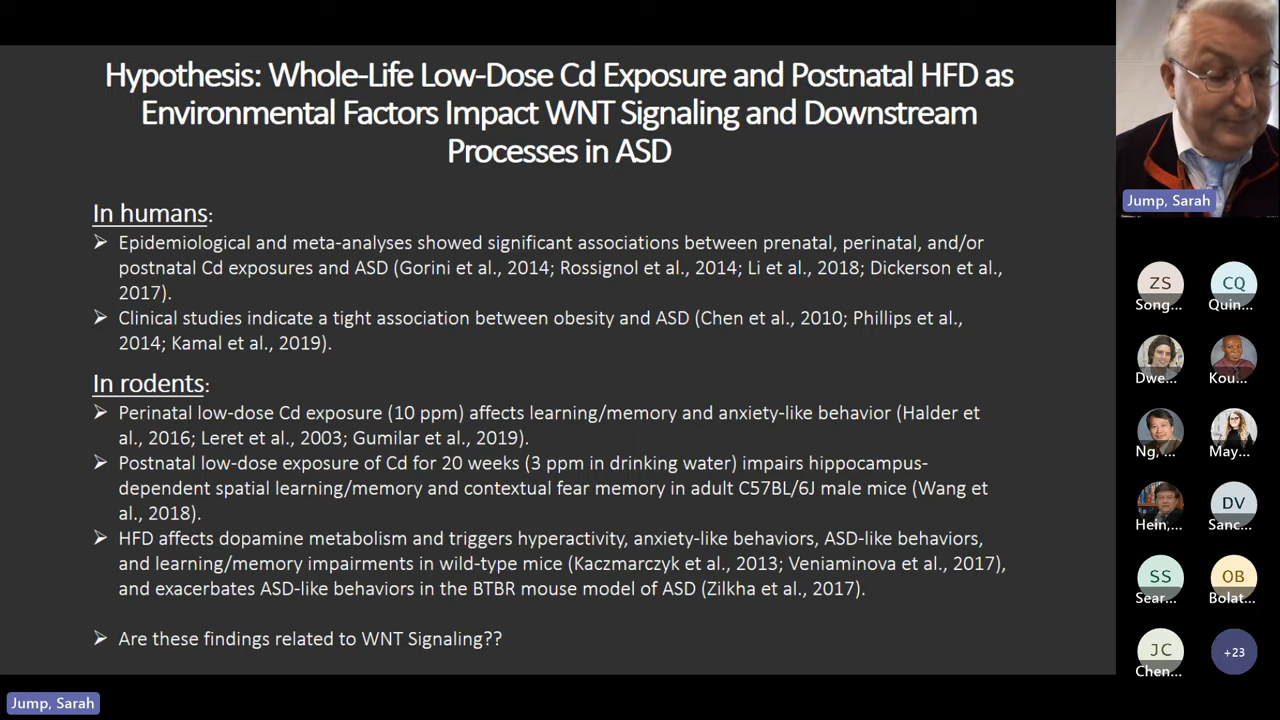 Hypothesis: Whole-Life Low-Dose Cd Exposure and Postnatal HFD as
Environmental Factors Impact WNT Signaling and Downstream
Processes in ASD
In humans:
➢ Epidemiological and meta-analyses showed significant associations between prenatal, perinatal, and/or
postnatal Cd exposures and ASD (Gorini et al., 2014; Rossignol et al., 2014; Li et al., 2018; Dickerson et al.,
2017).
➢ Clinical studies indicate a tight association between obesity and ASD (Chen et al., 2010; Phillips et al.,
2014; Kamal et al., 2019).
In rodents:
➢ Perinatal low-dose Cd exposure (10 ppm) affects learning/memory and anxiety-like behavior (Halder et
al., 2016; Leret et al., 2003; Gumilar et al., 2019).
➢ Postnatal low-dose exposure of Cd for 20 weeks (3 ppm in drinking water) impairs hippocampus-
dependent spatial learning/memory and contextual fear memory in adult C57BL/6J male mice (Wang et
al., 2018).
➢ HFD affects dopamine metabolism and triggers hyperactivity, anxiety-like behaviors, ASD-like behaviors,
and learning/memory impairments in wild-type mice (Kaczmarczyk et al., 2013; Veniaminova et al., 2017),
and exacerbates ASD-like behaviors in the BTBR mouse model of ASD (Zilkha et al., 2017).
➢ Are these findings related to WNT Signaling??
Jump, Sarah
Jump, Sarah
ZS
CQ
Song...
Quin...
Dwe...
Kou...
Ng, ...
May...
DV
Hein,...
Sanc...
SS
OB
Sear...
Bolat...
JC
+23
Chen...